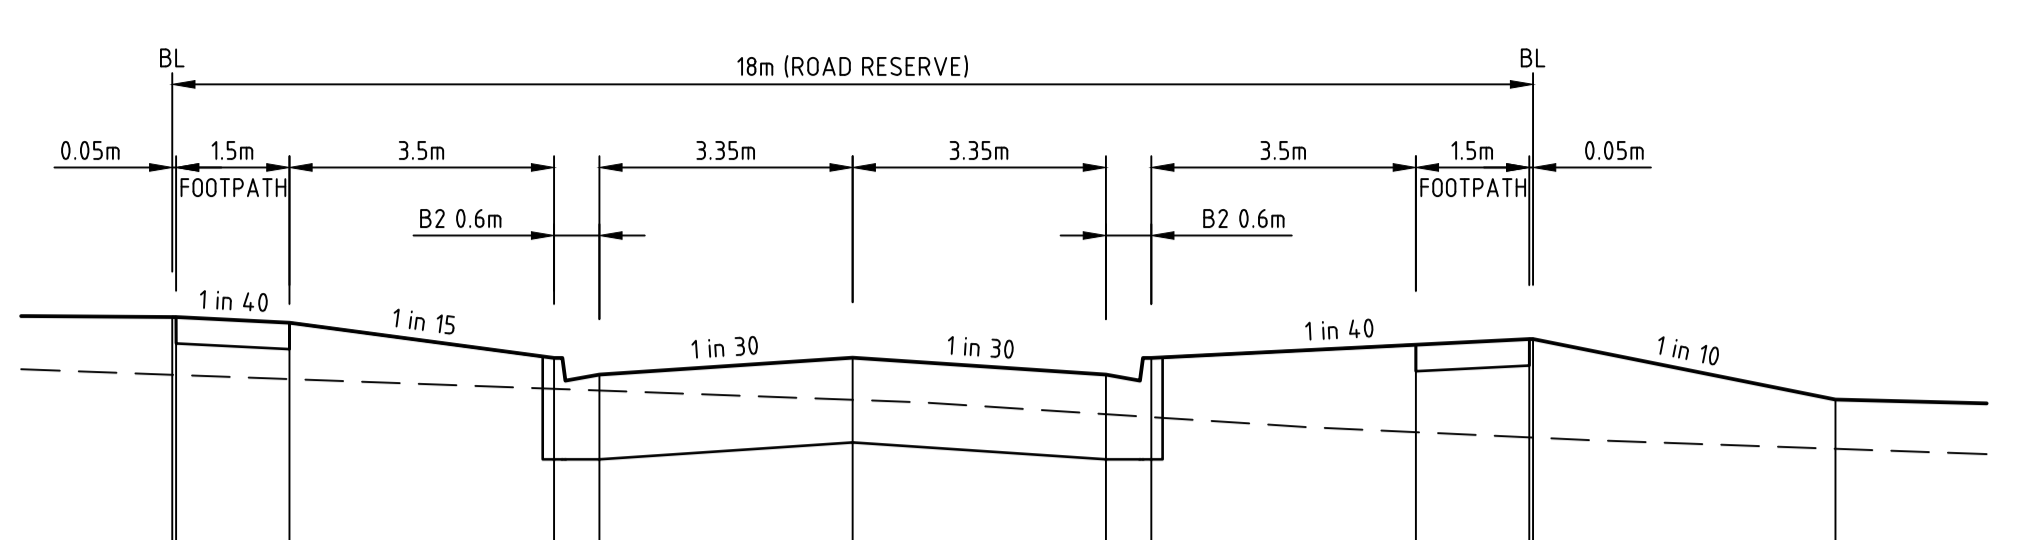 BL
BL
18m (ROAD RESERVE)
0.05m
1.5m
3.5m
3.35m
3.35m
3.5m
1.5m
0.05m
FOOTPATH
FOOTPATH
B2 0.6m
B2 0.6m
1 in 40
1 in 15
1 in 30
1 in 30
1 in 40
1 in 10